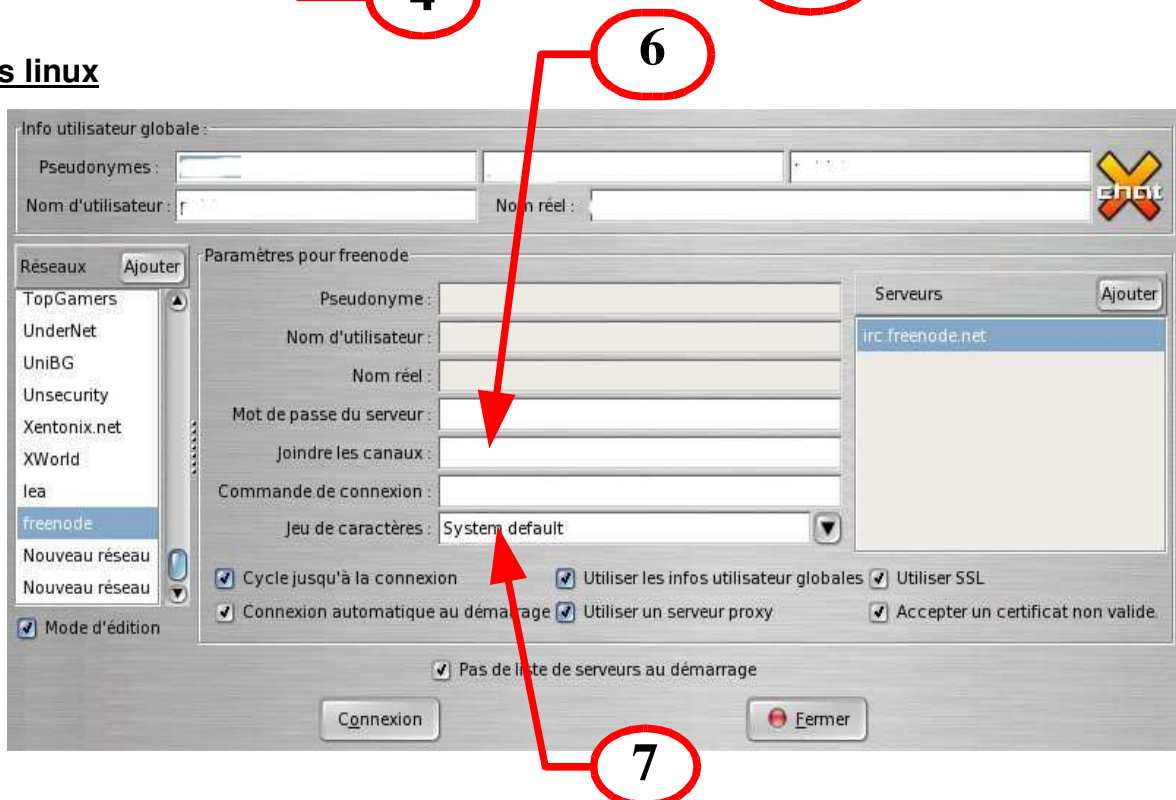 4
6
s linux
Info utilisateur globale :
Pseudonymes :
Nom d'utilisateur :
Nom réel :
chat
Réseaux
Ajouter
TopGamers
UnderNet
UniBG
Unsecurity
Xentonix.net
XWorld
lea
freenode
Nouveau réseau
Nouveau réseau
Mode d'édition
Paramètres pour freenode
Pseudonyme :
Nom d'utilisateur :
Nom réel :
Mot de passe du serveur :
Joindre les canaux :
Commande de connexion :
Jeu de caractères : System default
Serveurs
Ajouter
irc.freenode.net
Cycle jusqu'à la connexion
Utiliser les infos utilisateur globales
Utiliser SSL
Connexion automatique au démarrage
Utiliser un serveur proxy
Accepter un certificat non valide.
Pas de liste de serveurs au démarrage
Connexion
Fermer
7